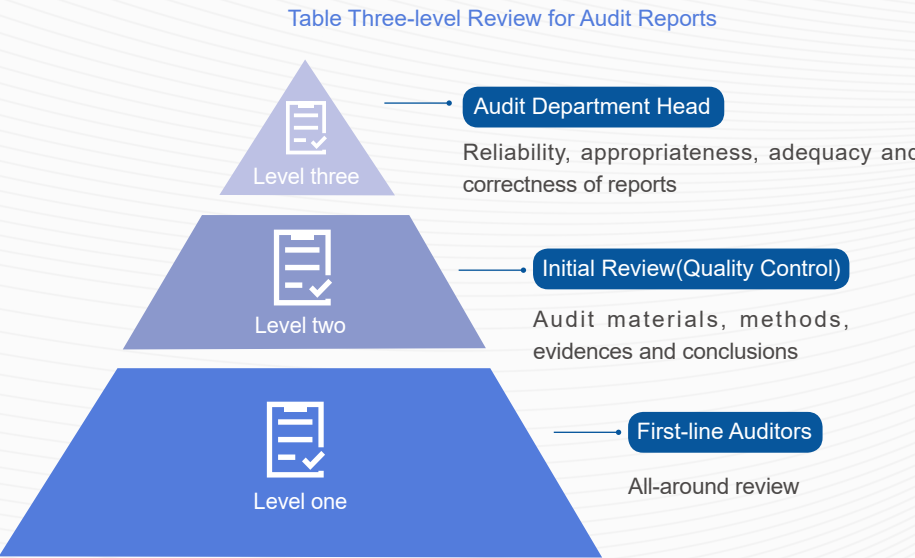 Table Three-level Review for Audit Reports
Level three
Audit Department Head
Reliability, appropriateness, adequacy and
correctness of reports
Level two
Initial Review(Quality Control)
Audit materials, methods,
evidences and conclusions
Level one
First-line Auditors
All-around review